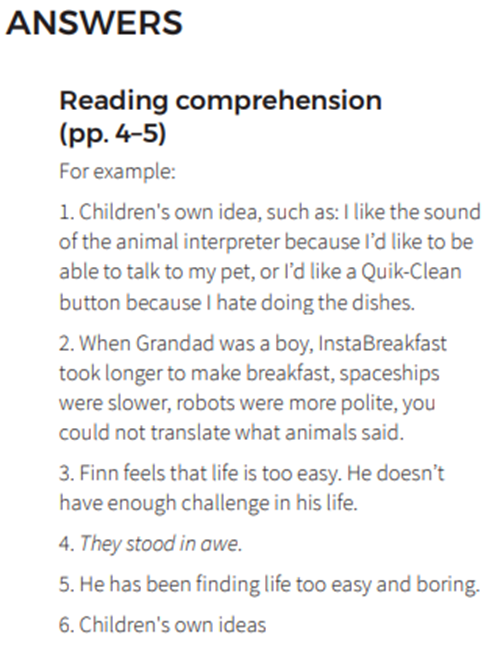 ANSWERS
Reading comprehension
(pp. 4–5)
For example:
1. Children's own idea, such as: I like the sound
of the animal interpreter because I’d like to be
able to talk to my pet, or I’d like a Quik-Clean
button because I hate doing the dishes.
2. When Grandad was a boy, InstaBreakfast
took longer to make breakfast, spaceships
were slower, robots were more polite, you
could not translate what animals said.
3. Finn feels that life is too easy. He doesn’t
have enough challenge in his life.
4. They stood in awe.
5. He has been finding life too easy and boring.
6. Children's own ideas